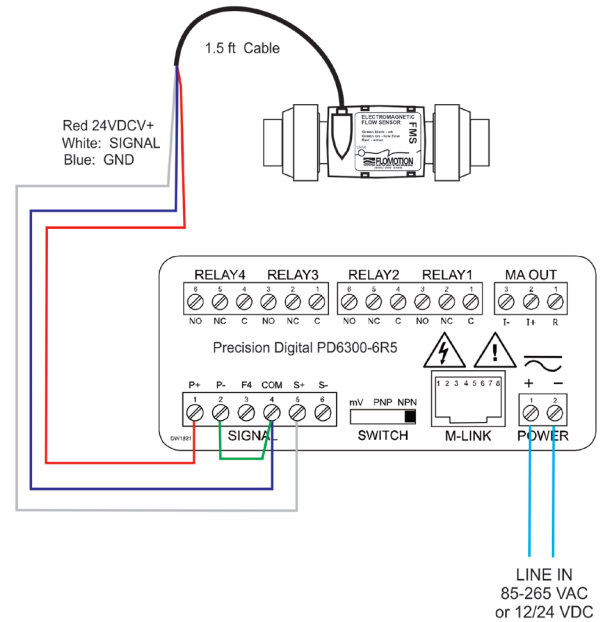 1.5 ft Cable
ELECTROMAGNETIC
FLOW SENSOR
FMS
FLOMOTION
Red 24VDCV+
White: SIGNAL
Blue: GND
RELAY4 RELAY3 RELAY2 RELAY1 MA OUT
6 5 4 3 2 1 6 5 4 3 2 1 3 2 1
NO NC C NO NC C NO NC C NO NC C I- I+ R
Precision Digital PD6300-6R5
P+ P- F4 COM S+ S-
1 2 3 4 5 6
SIGNAL
mV PNP NPN
SWITCH
1 2 3 4 5 6 7 8
M-LINK
+ −
1 2
POWER
LINE IN
85-265 VAC
or 12/24 VDC